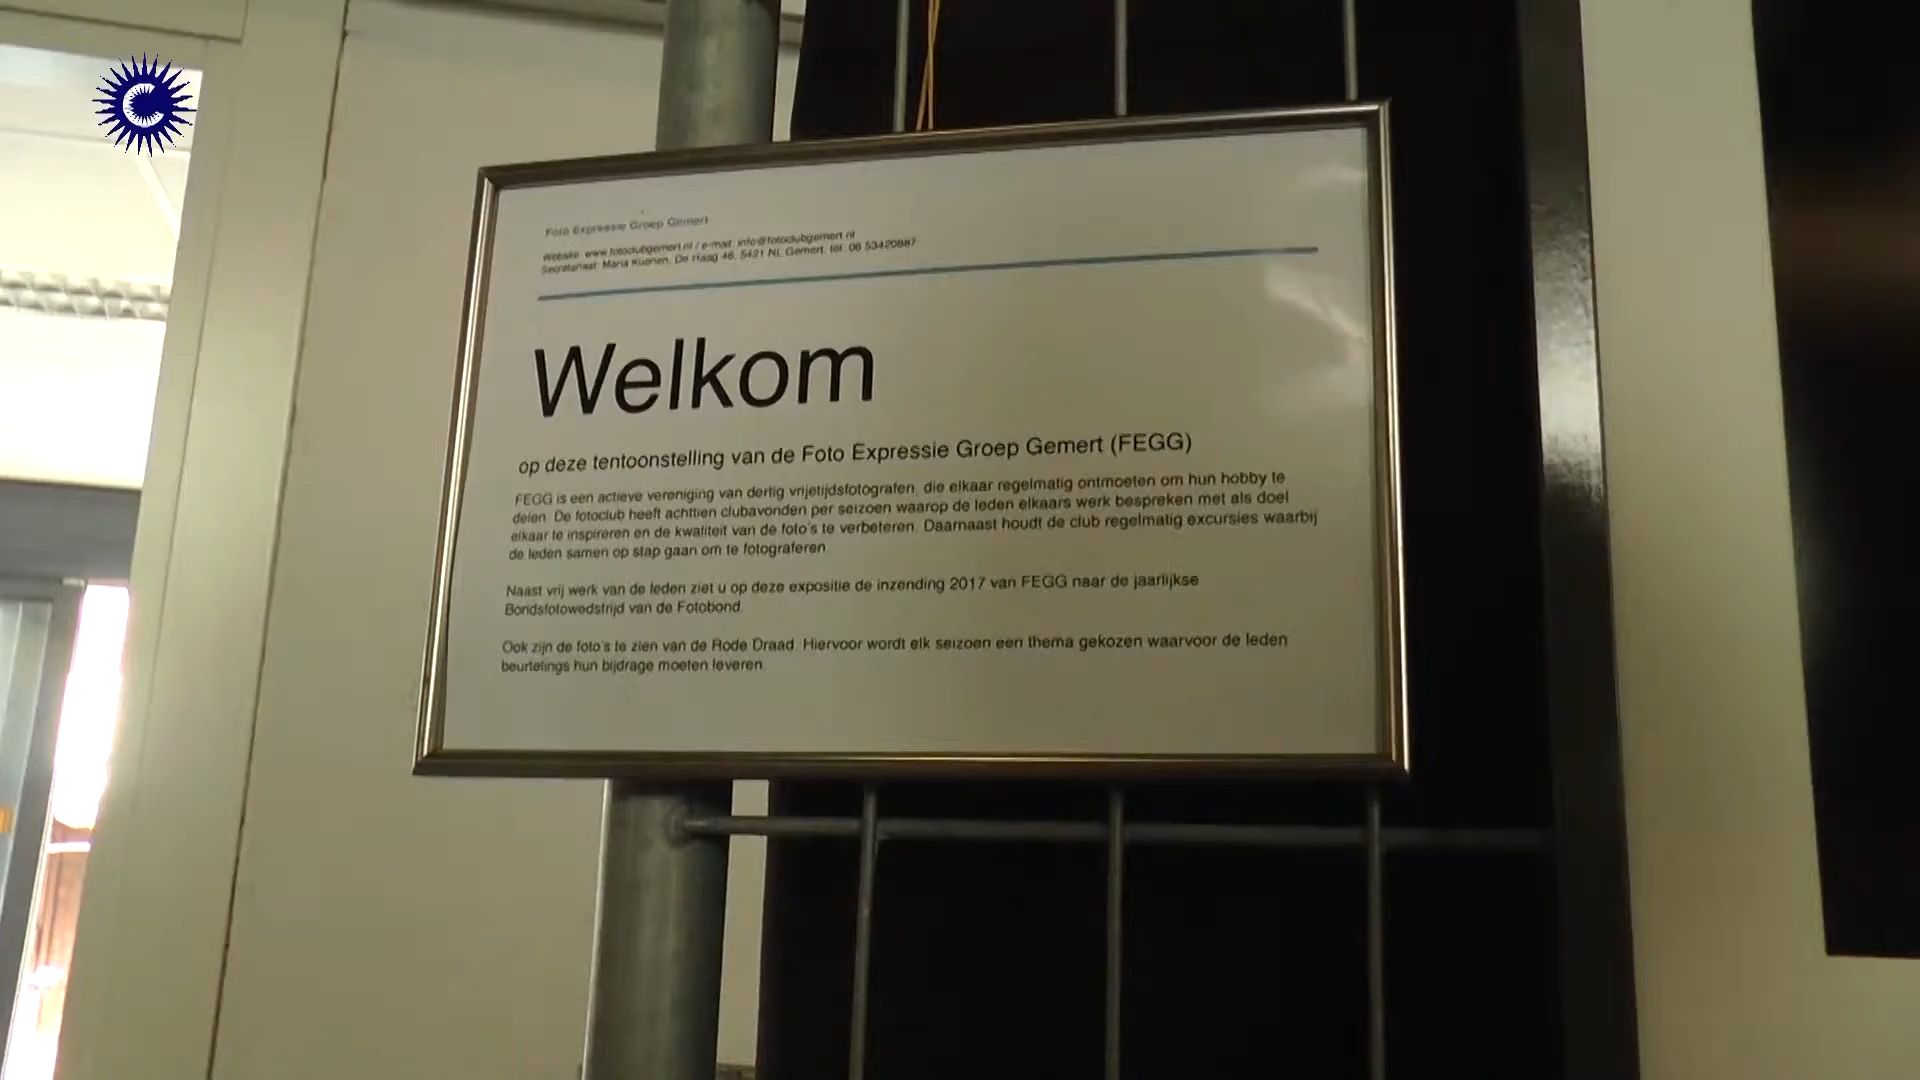 Foto Expressie Groep Gemert
Website: www.fotoclubgemert.nl / e-mail: info@fotoclubgemert.nl
Secretariaat: Maria Kuonen, De Haag 46, 5421 NL Gemert, tel. 06 53420887
Welkom
op deze tentoonstelling van de Foto Expressie Groep Gemert (FEGG)
FEGG is een actieve vereniging van dertig vrijetijdsfotografen, die elkaar regelmatig ontmoeten om hun hobby te
delen. De fotoclub heeft achttien clubavonden per seizoen waarop de leden elkaars werk bespreken met als doel
elkaar te inspireren en de kwaliteit van de foto's te verbeteren. Daarnaast houdt de club regelmatig excursies waarbij
de leden samen op stap gaan om te fotograferen.
Naast vrij werk van de leden ziet u op deze expositie de inzending 2017 van FEGG naar de jaarlijkse
Bondsfotowedstrijd van de Fotobond.
Ook zijn de foto's te zien van de Rode Draad. Hiervoor wordt elk seizoen een thema gekozen waarvoor de leden
beurtelings hun bijdrage moeten leveren.